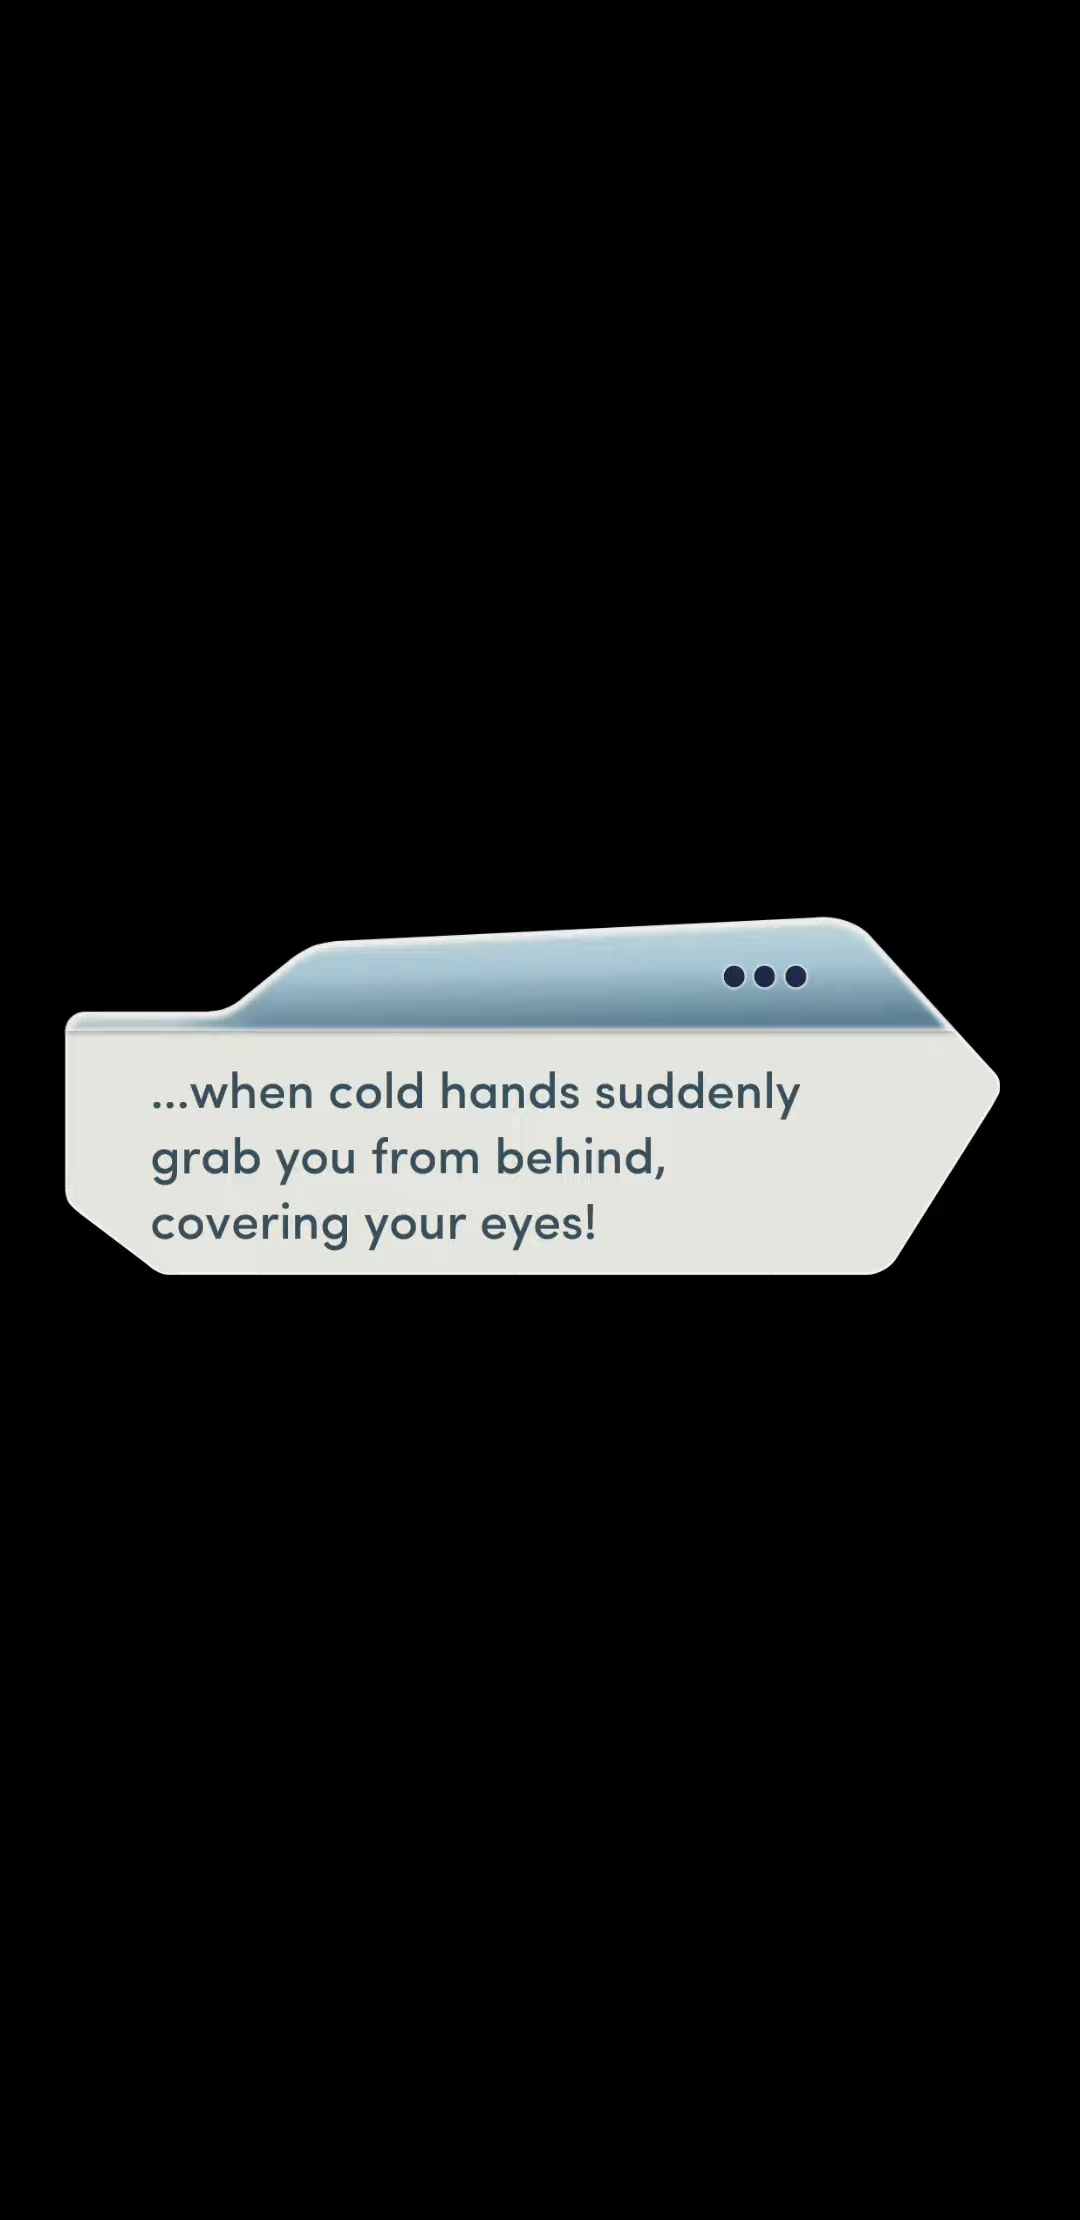 ...when cold hands suddenly
grab you from behind,
covering your eyes!